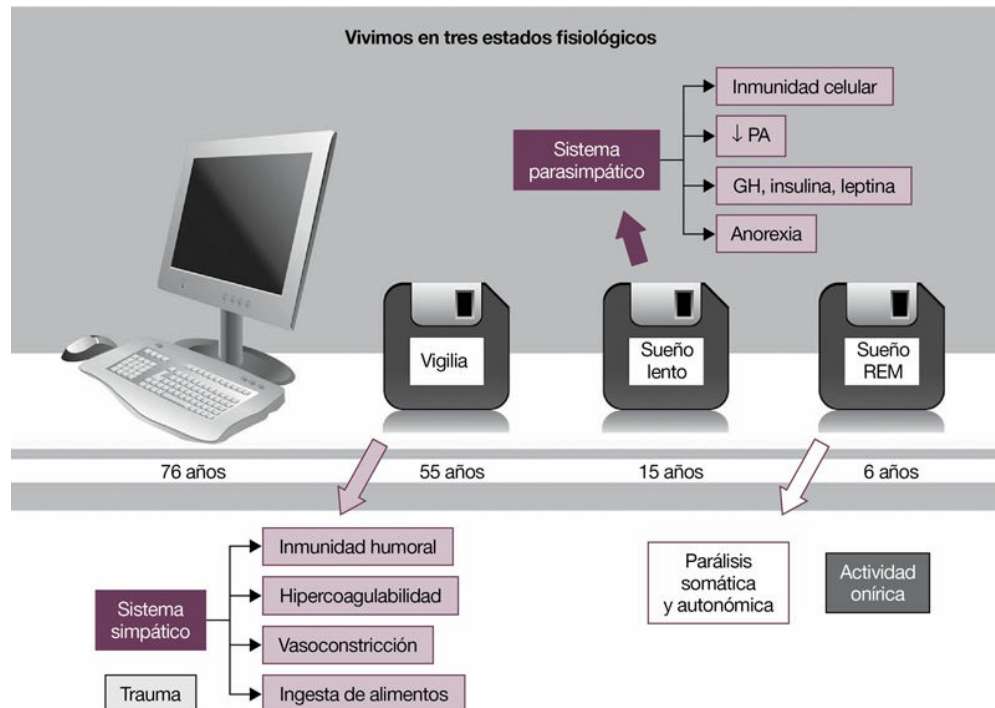 Vivimos en tres estados fisiológicos
Inmunidad celular
↓ PA
Sistema
parasimpático
GH, insulina, leptina
Anorexia
Vigilia
Sueño
lento
Sueño
REM
76 años
55 años
15 años
6 años
Inmunidad humoral
Hipercoagulabilidad
Sistema
simpático
Vasoconstricción
Ingesta de alimentos
Trauma
Parálisis
somática
y autonómica
Actividad
onírica